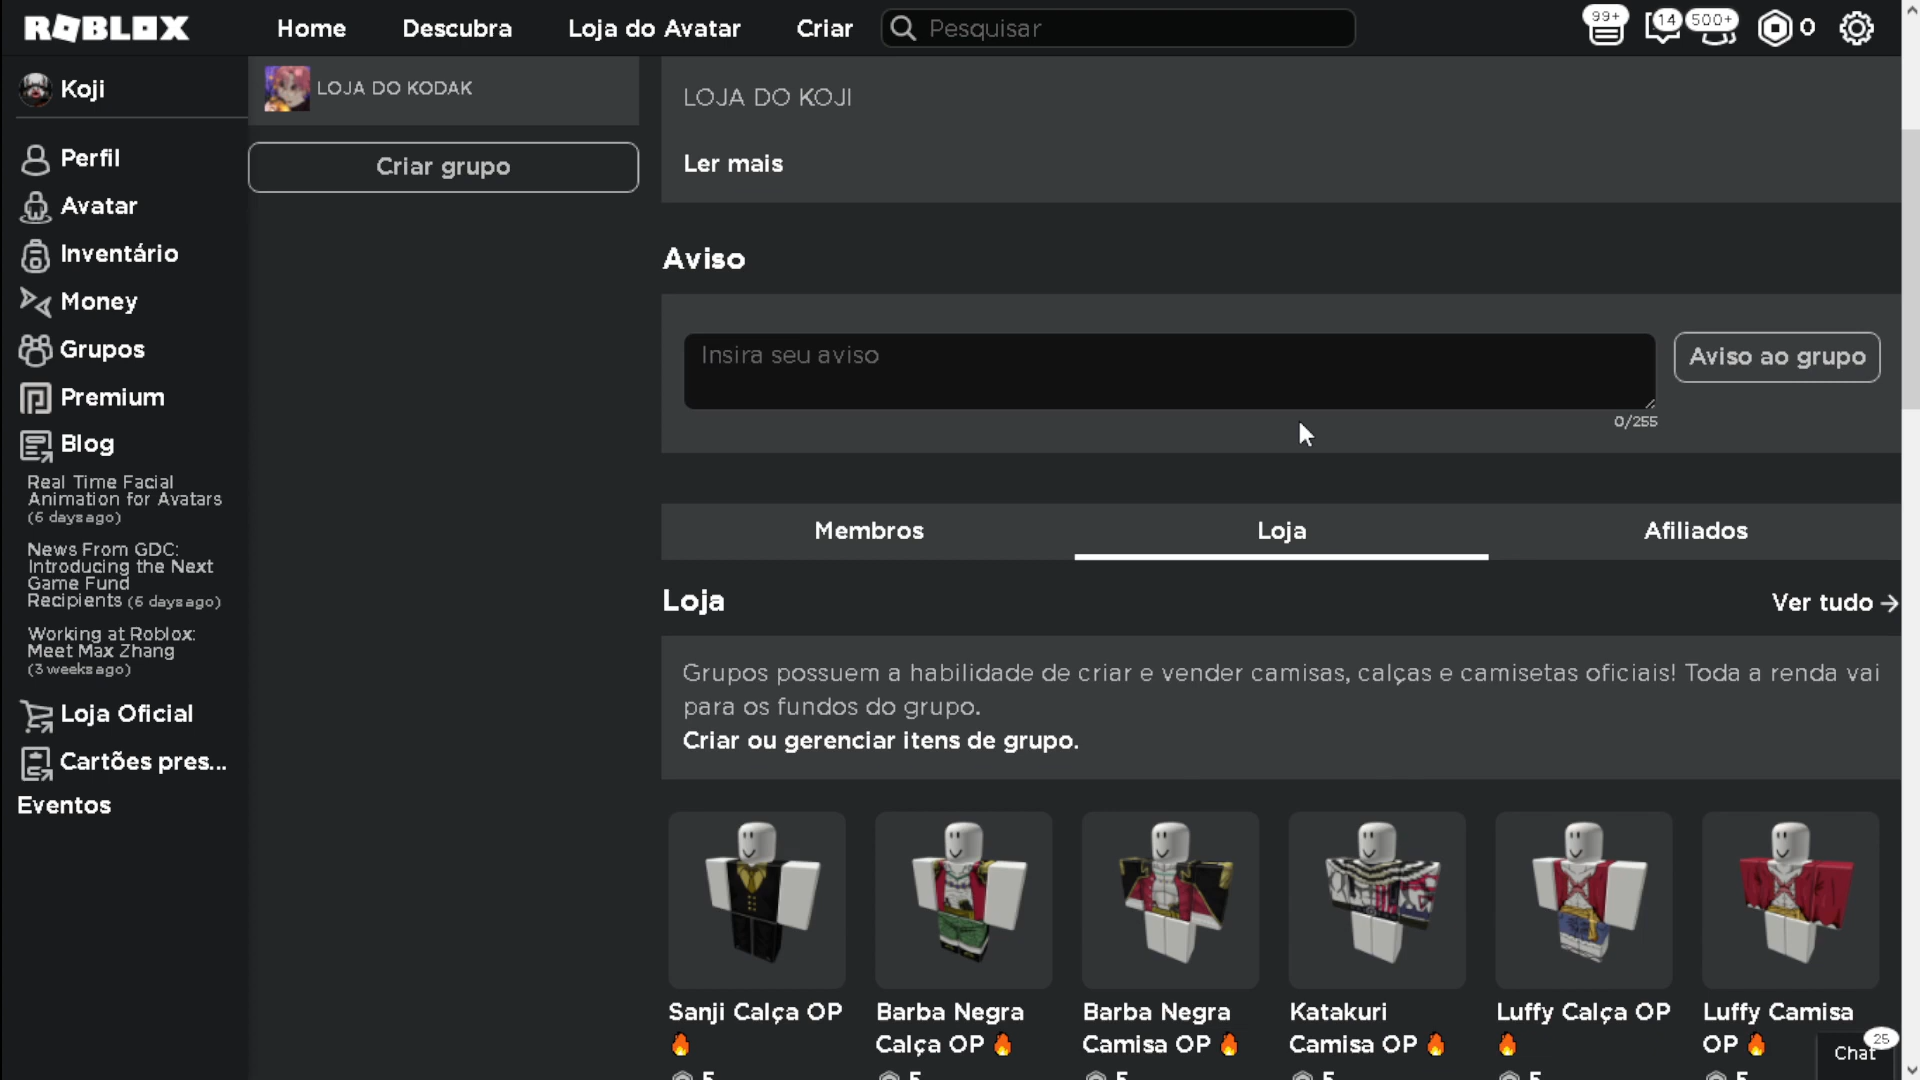 ROBLOX
Home
Descubra
Loja do Avatar
Criar
Pesquisar
99+
14
500+
0
Koji
Perfil
Avatar
Inventário
Money
Grupos
Premium
Blog
Real Time Facial
Animation for Avatars
(6 days ago)
News From GDC:
Introducing the Next
Game Fund
Recipients (6 days ago)
Working at Roblox:
Meet Max Zhang
(3 weeks ago)
Loja Oficial
Cartões pres...
Eventos
LOJA DO KODAK
Criar grupo
LOJA DO KOJI
Ler mais
Aviso
Insira seu aviso
Aviso ao grupo
0/255
Membros
Loja
Afiliados
Loja
Ver tudo
Grupos possuem a habilidade de criar e vender camisas, calças e camisetas oficiais! Toda a renda vai
para os fundos do grupo.
Criar ou gerenciar itens de grupo.
Sanji Calça OP
🔥
5
Barba Negra
Calça OP 🔥
5
Barba Negra
Camisa OP 🔥
5
Katakuri
Camisa OP 🔥
5
Luffy Calça OP
🔥
5
Luffy Camisa
OP 🔥
5
Chat
25